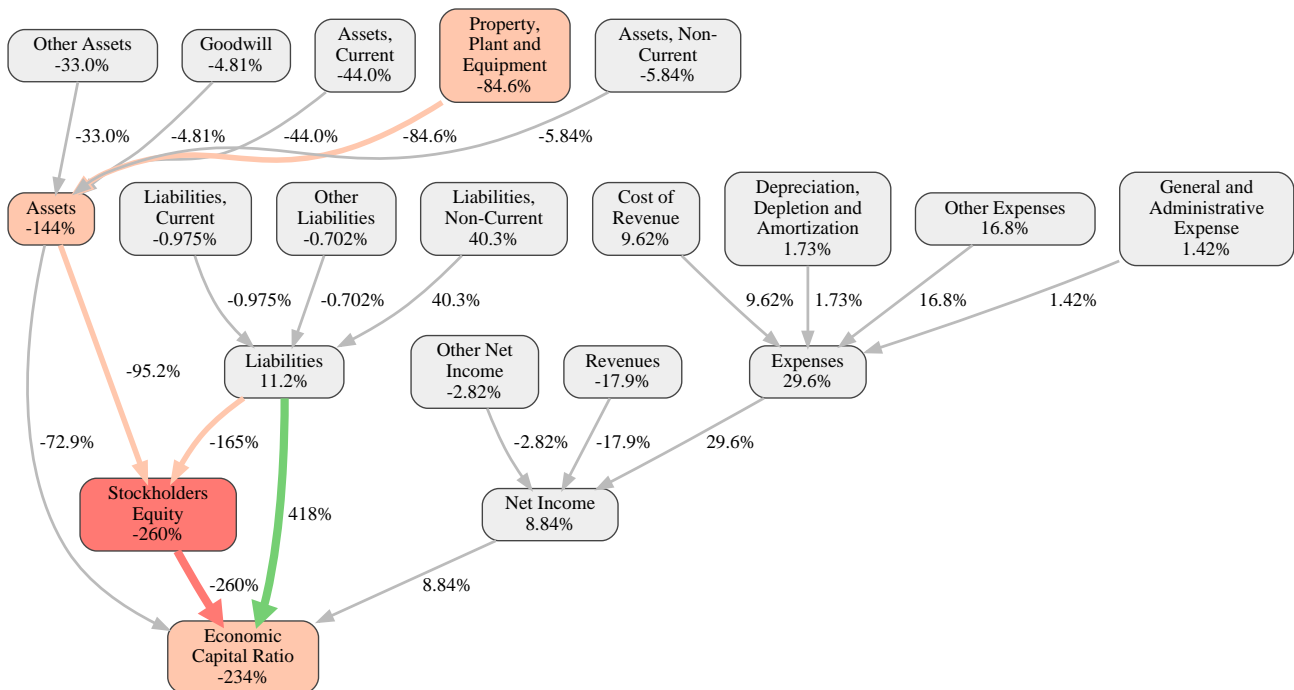 Other Assets
-33.0%
Goodwill
-4.81%
Assets,
Current
-44.0%
Property,
Plant and
Equipment
-84.6%
Assets, Non-
Current
-5.84%
-33.0%
-4.81%
-44.0%
-84.6%
-5.84%
Assets
-144%
Liabilities,
Current
-0.975%
Other
Liabilities
-0.702%
Liabilities,
Non-Current
40.3%
Cost of
Revenue
9.62%
Depreciation,
Depletion and
Amortization
1.73%
Other Expenses
16.8%
General and
Administrative
Expense
1.42%
-0.975%
-0.702%
40.3%
9.62%
1.73%
16.8%
1.42%
-95.2%
Liabilities
11.2%
Other Net
Income
-2.82%
Revenues
-17.9%
Expenses
29.6%
-72.9%
-165%
-2.82%
-17.9%
29.6%
Stockholders
Equity
-260%
418%
Net Income
8.84%
-260%
8.84%
Economic
Capital Ratio
-234%